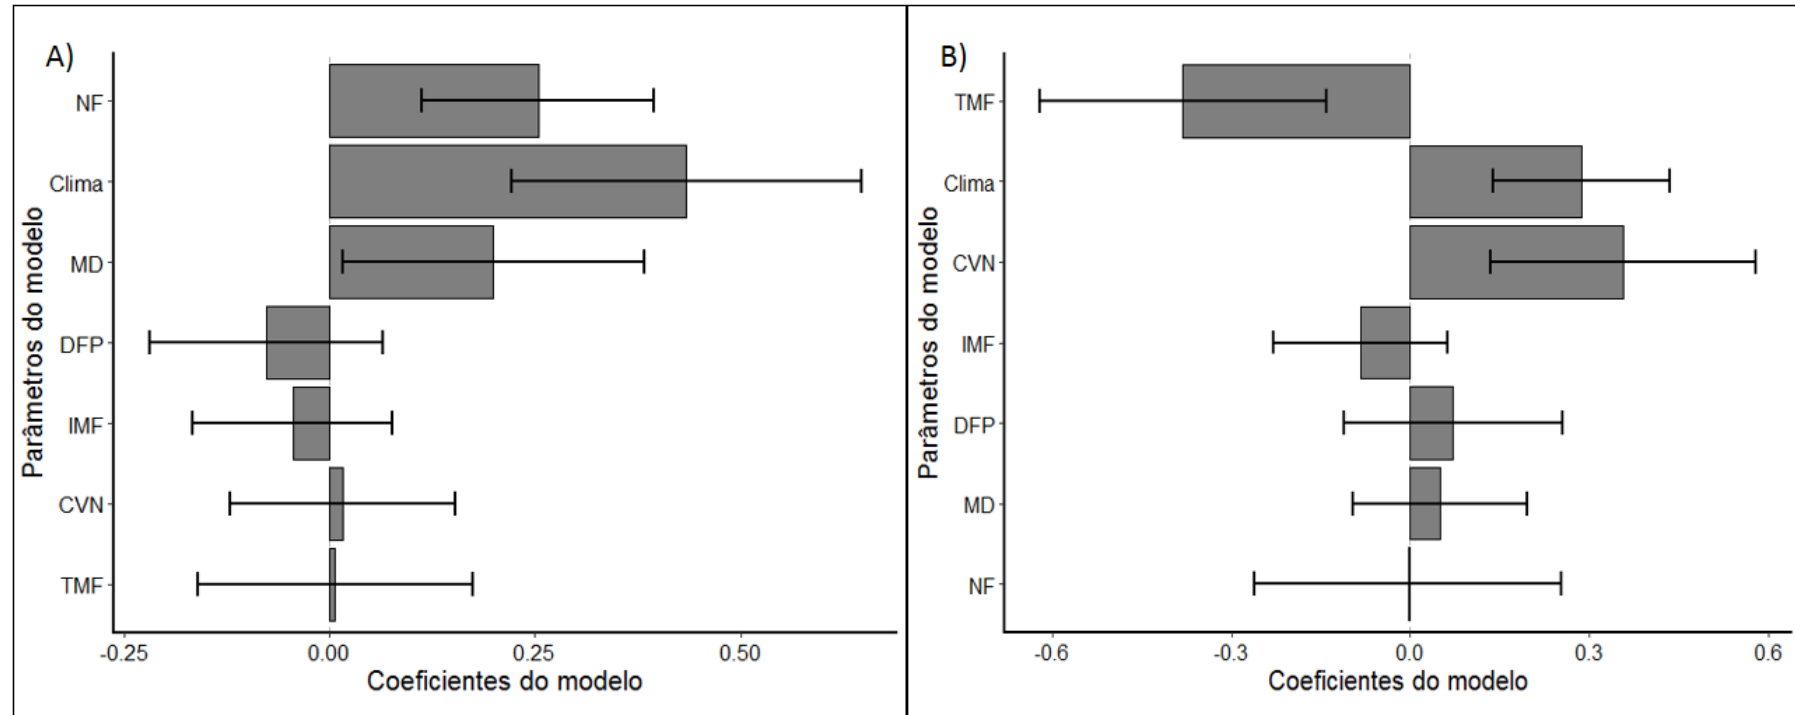 A)
Parâmetros do modelo
NF
Clima
MD
DFP
IMF
CVN
TMF
-0.25
0.00
0.25
0.50
Coeficientes do modelo
B)
Parâmetros do modelo
TMF
Clima
CVN
IMF
DFP
MD
NF
-0.6
-0.3
0.0
0.3
0.6
Coeficientes do modelo